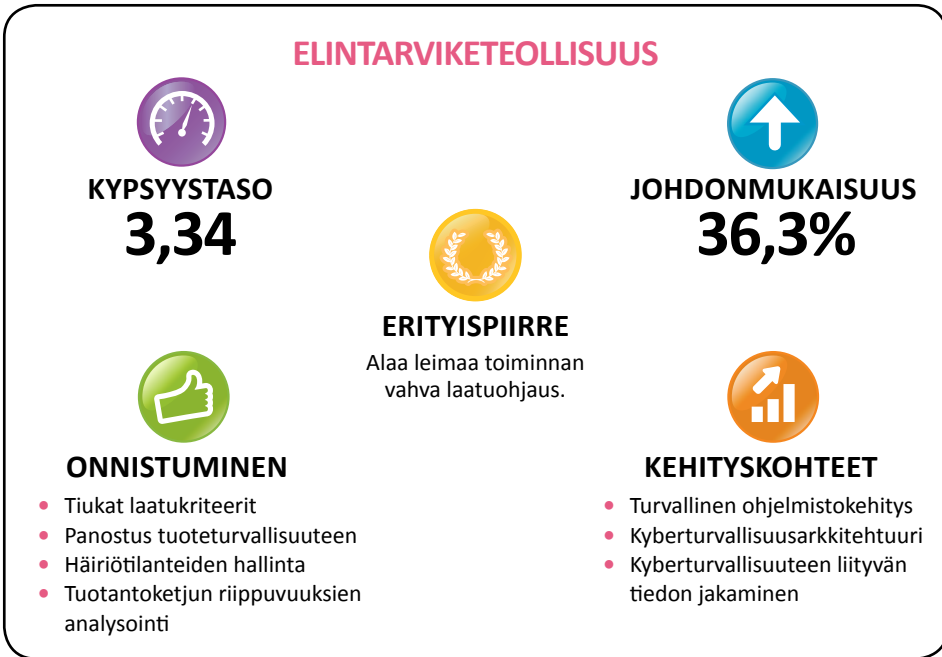 ELINTARVIKETEOLLISUUS
KYPSYYSTASO
3,34
JOHDONMUKAISUUS
36,3%
ERITYISPIIRRE
Alaa leimaa toiminnan
vahva laatuohjaus.
ONNISTUMINEN
• Tiukat laatukriteerit
• Panostus tuoteturvallisuuteen
• Häiriötilanteiden hallinta
• Tuotantoketjun riippuvuuksien
analysointi
KEHITYSKOHTEET
• Turvallinen ohjelmistokehitys
• Kyberturvallisuusarkkitehtuuri
• Kyberturvallisuuteen liityvän
tiedon jakaminen